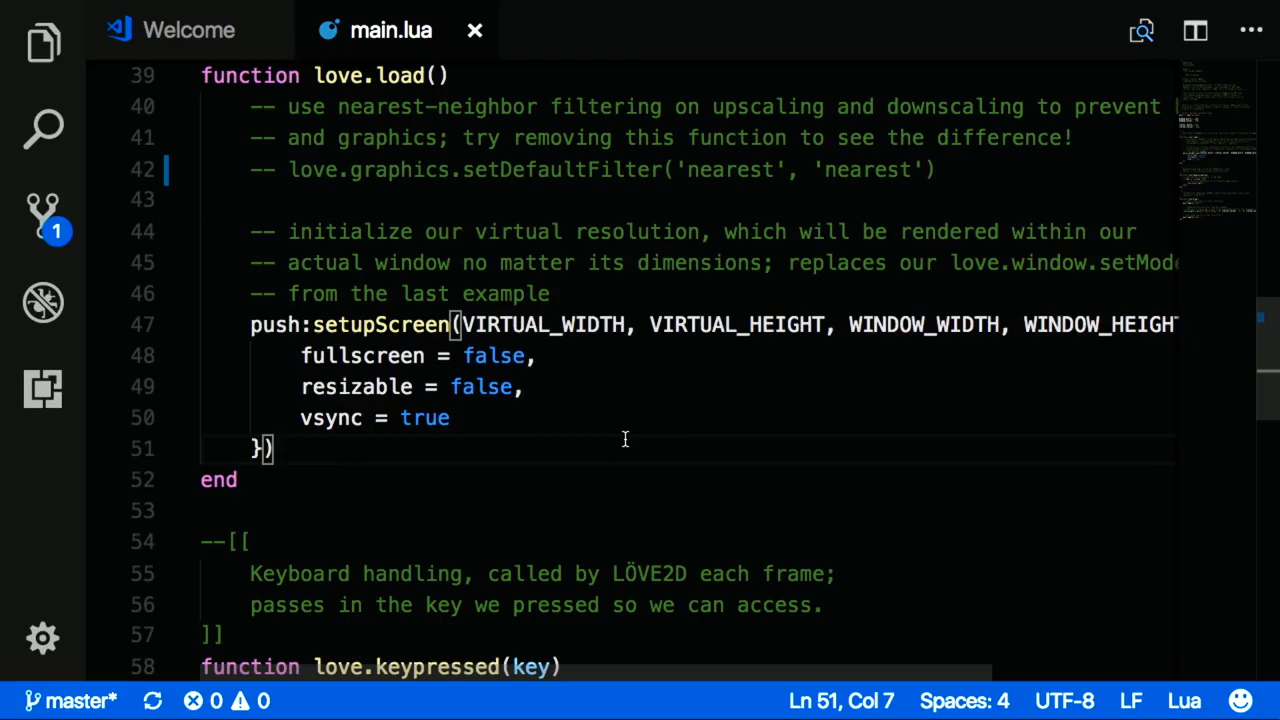 Welcome
main.lua
39 function love.load()
40 -- use nearest-neighbor filtering on upscaling and downscaling to prevent
41 -- and graphics; try removing this function to see the difference!
42 -- love.graphics.setDefaultFilter('nearest', 'nearest')
43
44 -- initialize our virtual resolution, which will be rendered within our
45 -- actual window no matter its dimensions; replaces our love.window.setMode
46 -- from the last example
47 push:setupScreen(VIRTUAL_WIDTH, VIRTUAL_HEIGHT, WINDOW_WIDTH, WINDOW_HEIGHT
48 fullscreen = false,
49 resizable = false,
50 vsync = true
51 })
52 end
53
54 --[[
55 Keyboard handling, called by LÖVE2D each frame;
56 passes in the key we pressed so we can access.
57 ]]
58 function love.keypressed(key)
1
master* 0 0 Ln 51, Col 7 Spaces: 4 UTF-8 LF Lua